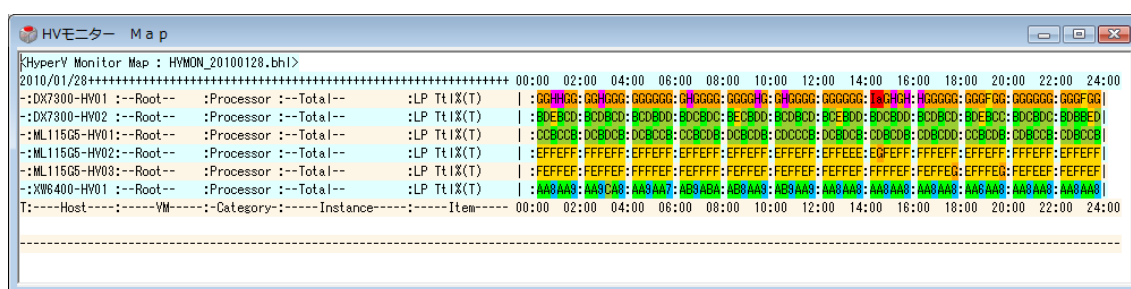 HVモニター　Map
<HyperV Monitor Map : HVMON_20100128.bhl>
2010/01/28++++++++++++++++++++++++++++++++++++++++++++++++++++++ 00:00 02:00 04:00 06:00 08:00 10:00 12:00 14:00 16:00 18:00 20:00 22:00 24:00
-:DX7300-HV01 :--Root-- :Processor :--Total-- :LP Ttl%(T) | :GGHHGG:GGHGGG:GGGGGG:GHGGGG:GGGGHG:GHGGGG:GGGGGG:IaGHGH:HGGGGG:GGGFGG:GGGGGG:GGGFGG|
-:DX7300-HV02 :--Root-- :Processor :--Total-- :LP Ttl%(T) | :BDEBCD:BCDBCD:BCDBDD:BDCBDC:BECBDD:BCDBCD:BCEBDD:BDCBDD:BCDBCD:BDEBCC:BDCBDC:BDBBED|
-:ML115G5-HV01:--Root-- :Processor :--Total-- :LP Ttl%(T) | :CCBCCB:DCBDCB:DCBCCB:CCBCDB:DCBCDB:CDCCCB:DCBDCB:CDBCDB:CDBCDD:CCBCDB:CDBCCB:CDBCCB|
-:ML115G5-HV02:--Root-- :Processor :--Total-- :LP Ttl%(T) | :EFFEFF:FFFEFF:EFFEFF:EFFEFF:EFFEFF:EFFEFF:EFFEEE:EGFEFF:FFFEFF:EFFEFF:EFFEFF:EFFEFF|
-:ML115G5-HV03:--Root-- :Processor :--Total-- :LP Ttl%(T) | :FEFFEF:FEFFEF:FEFFEF:FFFFEF:FEFFEF:FEFFEF:FEFFEF:FFFFEF:FEFFEG:EFFFEG:FEFEEF:FEFFEF|
-:XW6400-HV01 :--Root-- :Processor :--Total-- :LP Ttl%(T) | :AA8AA9:AA9CA8:AA9AA7:AB9ABA:AB8AA9:AB9AA9:AA8AA8:AA8AA8:AA8AA8:AA8AA8:AA8AA8:AA8AA8|
T:----Host----:-----VM-----:-Category-:-----Instance-----:-----Item----- 00:00 02:00 04:00 06:00 08:00 10:00 12:00 14:00 16:00 18:00 20:00 22:00 24:00